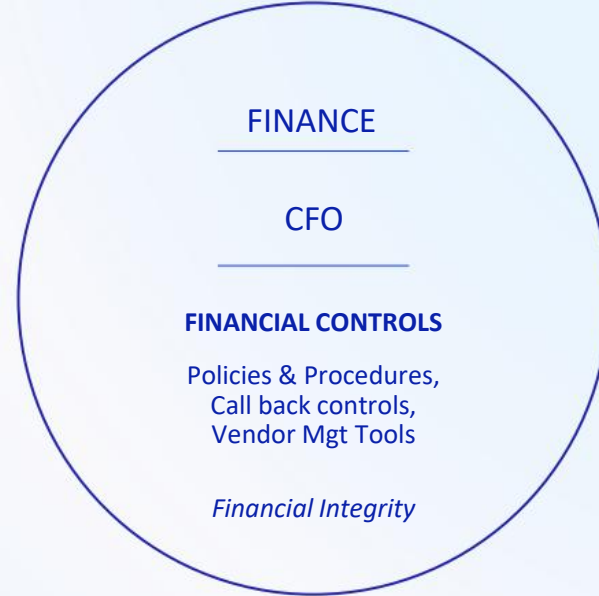 FINANCE
CFO
FINANCIAL CONTROLS
Policies & Procedures,
Call back controls,
Vendor Mgt Tools
Financial Integrity